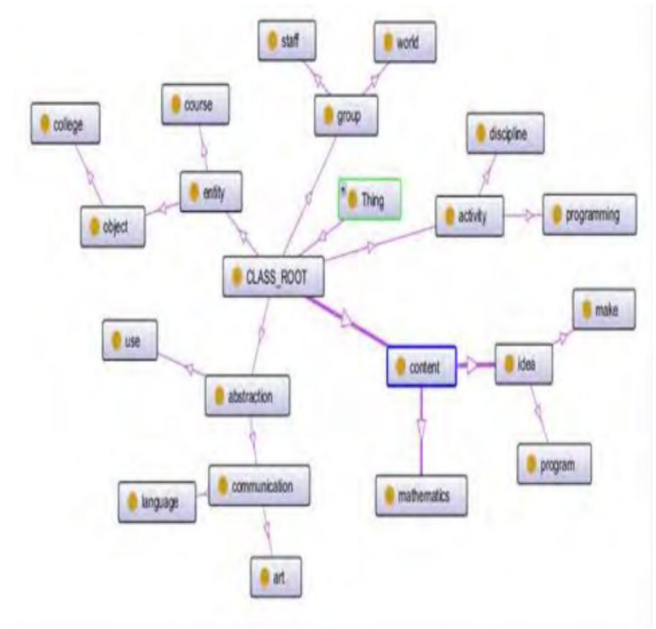 staff
world
course
group
college
discipline
entity
Thing
activity
programming
object
CLASS_ROOT
make
use
content
idea
abstraction
program
communication
mathematics
language
art